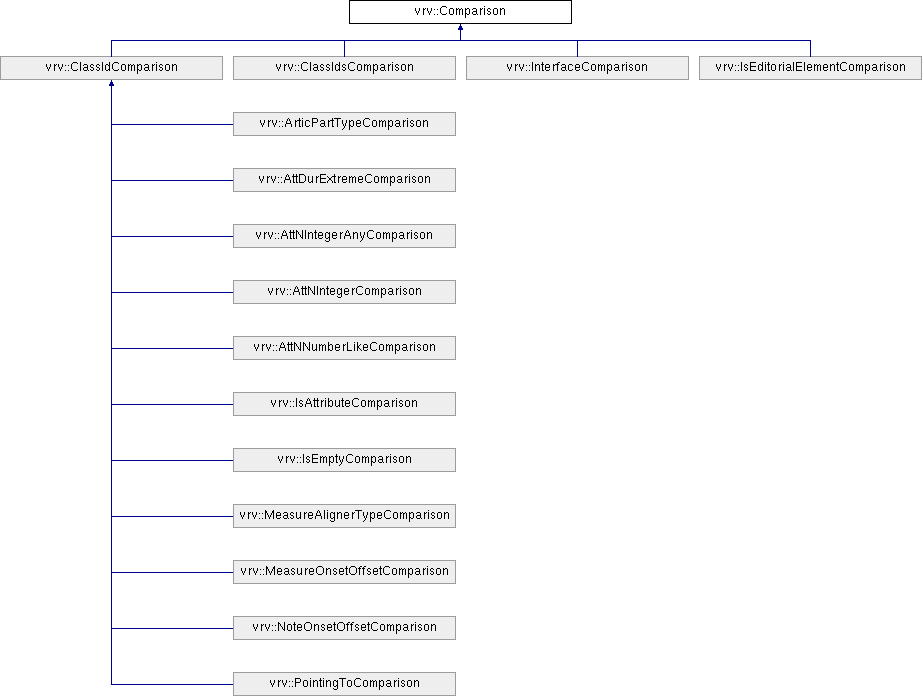 vrv::Comparison
vrv::ClassIdComparison
vrv::ClassIdsComparison
vrv::InterfaceComparison
vrv::IsEditorialElementComparison
vrv::ArticPartTypeComparison
vrv::AttDurExtremeComparison
vrv::AttNIntegerAnyComparison
vrv::AttNIntegerComparison
vrv::AttNNumberLikeComparison
vrv::IsAttributeComparison
vrv::IsEmptyComparison
vrv::MeasureAlignerTypeComparison
vrv::MeasureOnsetOffsetComparison
vrv::NoteOnsetOffsetComparison
vrv::PointingToComparison